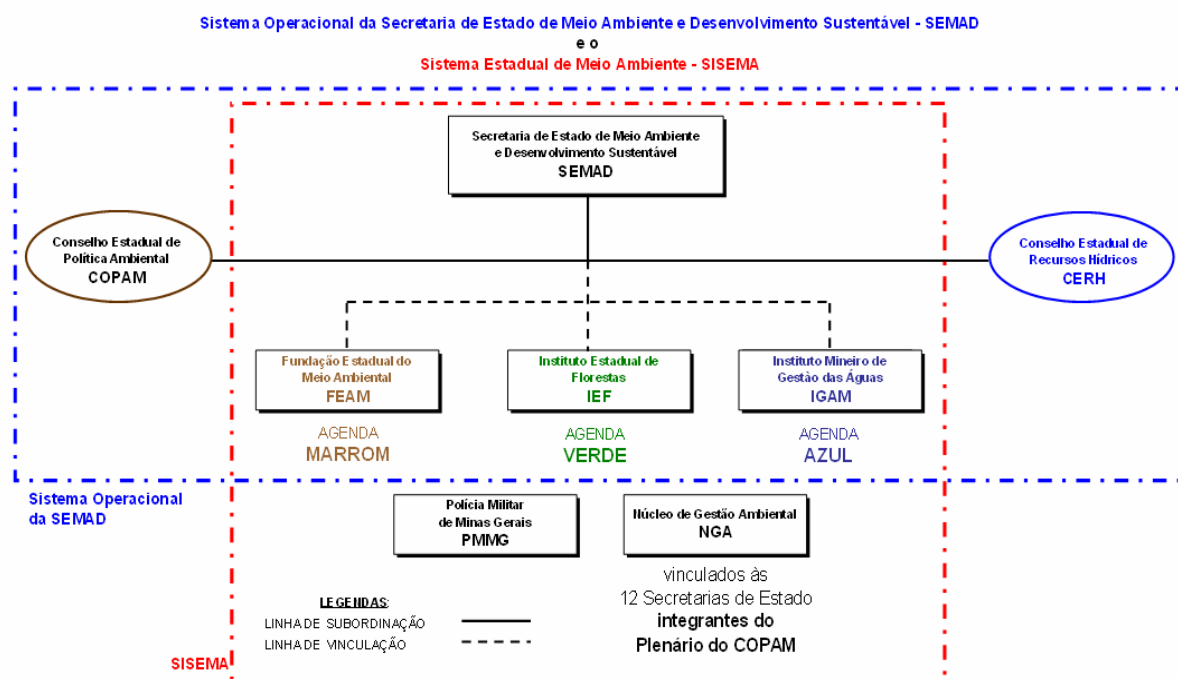 Sistema Operacional da Secretaria de Estado de Meio Ambiente e Desenvolvimento Sustentável - SEMAD
e o
Sistema Estadual de Meio Ambiente - SISEMA
Secretaria de Estado de Meio Ambiente
e Desenvolvimento Sustentável
SEMAD
Conselho Estadual de
Política Ambiental
COPAM
Conselho Estadual de
Recursos Hídricos
CERH
Fundação Estadual do
Meio Ambiental
FEAM
Instituto Estadual de
Florestas
IEF
Instituto Mineiro de
Gestão das Águas
IGAM
AGENDA
MARROM
AGENDA
VERDE
AGENDA
AZUL
Sistema Operacional
da SEMAD
Polícia Militar
de Minas Gerais
PMMG
Núcleo de Gestão Ambiental
NGA
vinculados às
12 Secretarias de Estado
integrantes do
Plenário do COPAM
LEGENDAS:
LINHA DE SUBORDINAÇÃO
LINHA DE VINCULAÇÃO
SISEMA